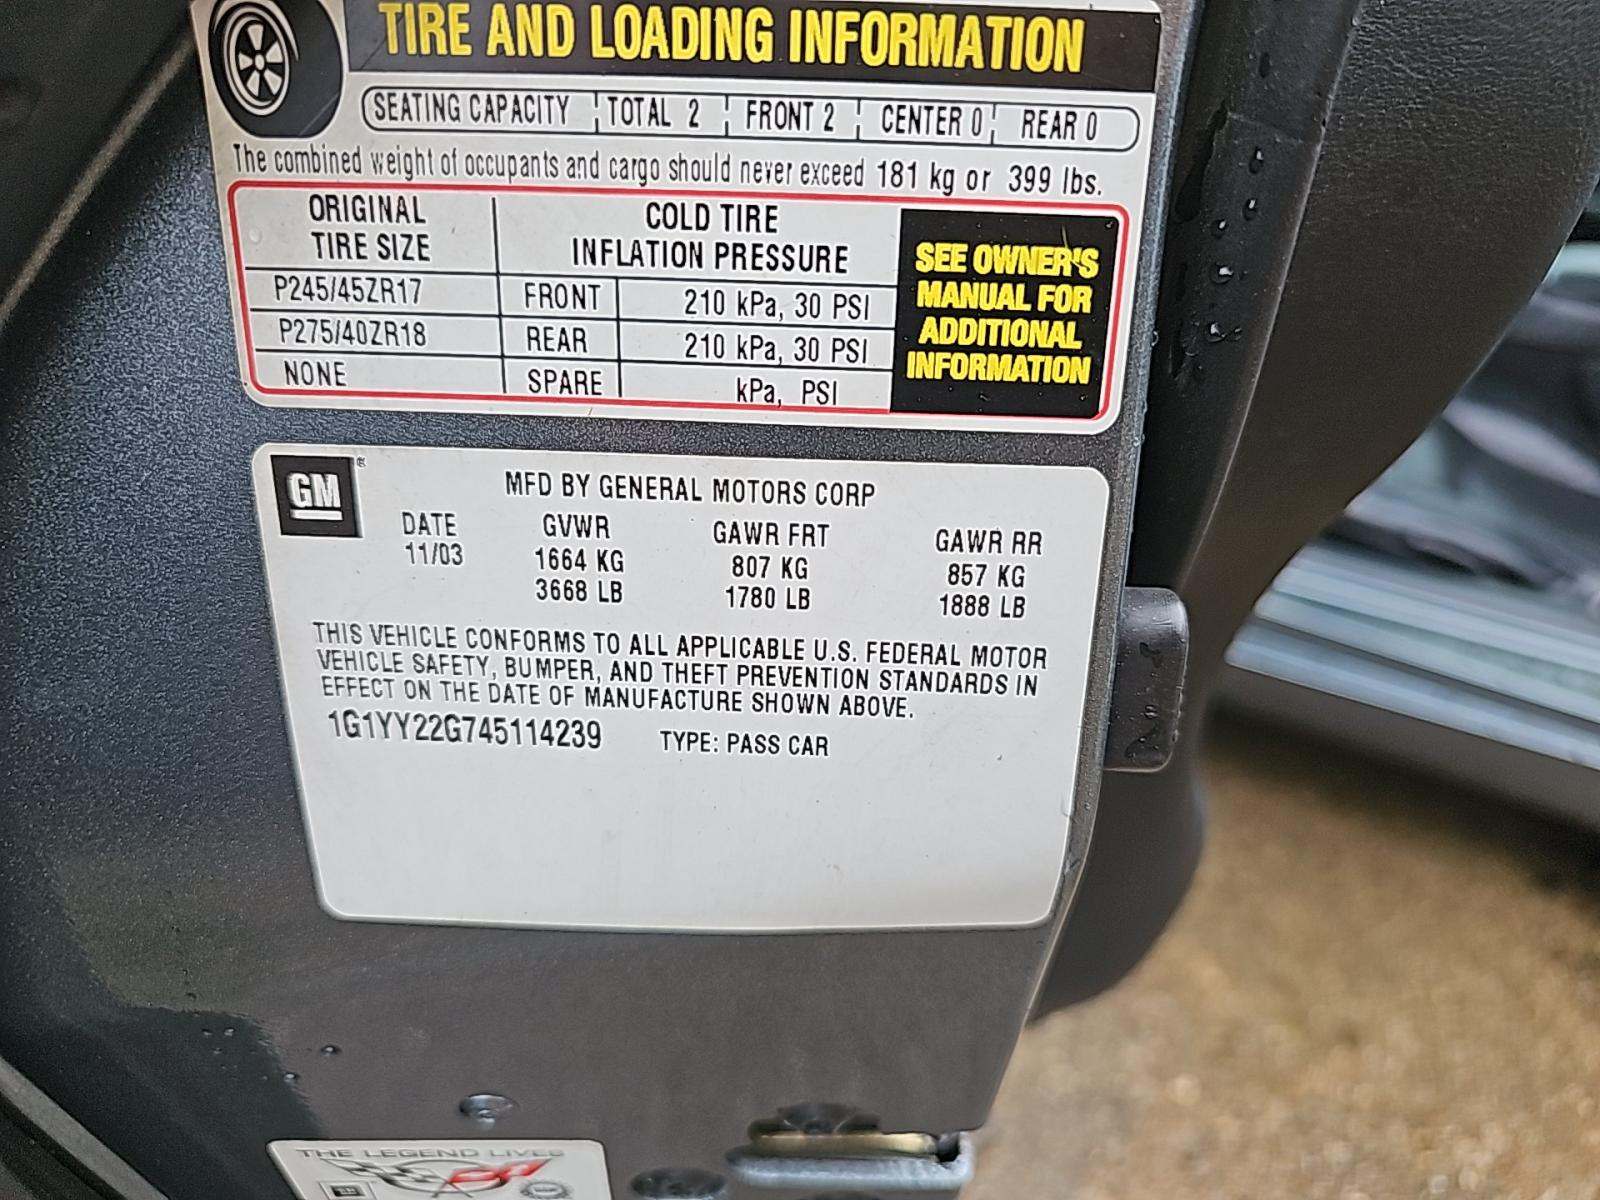 TIRE AND LOADING INFORMATION
SEATING CAPACITY TOTAL 2 FRONT 2 CENTER 0 REAR 0
The combined weight of occupants and cargo should never exceed 181 kg or 399 lbs.
ORIGINAL TIRE SIZE
COLD TIRE INFLATION PRESSURE
P245/45ZR17 FRONT 210 kPa, 30 PSI
P275/40ZR18 REAR 210 kPa, 30 PSI
NONE SPARE kPa, PSI
SEE OWNER'S
MANUAL FOR
ADDITIONAL
INFORMATION
GM
MFD BY GENERAL MOTORS CORP
DATE GVWR GAWR FRT GAWR RR
11/03 1664 KG 807 KG 857 KG
3668 LB 1780 LB 1888 LB
THIS VEHICLE CONFORMS TO ALL APPLICABLE U.S. FEDERAL MOTOR
VEHICLE SAFETY, BUMPER, AND THEFT PREVENTION STANDARDS IN
EFFECT ON THE DATE OF MANUFACTURE SHOWN ABOVE.
1G1YY22G745114239 TYPE: PASS CAR
THE LEGEND LIVES